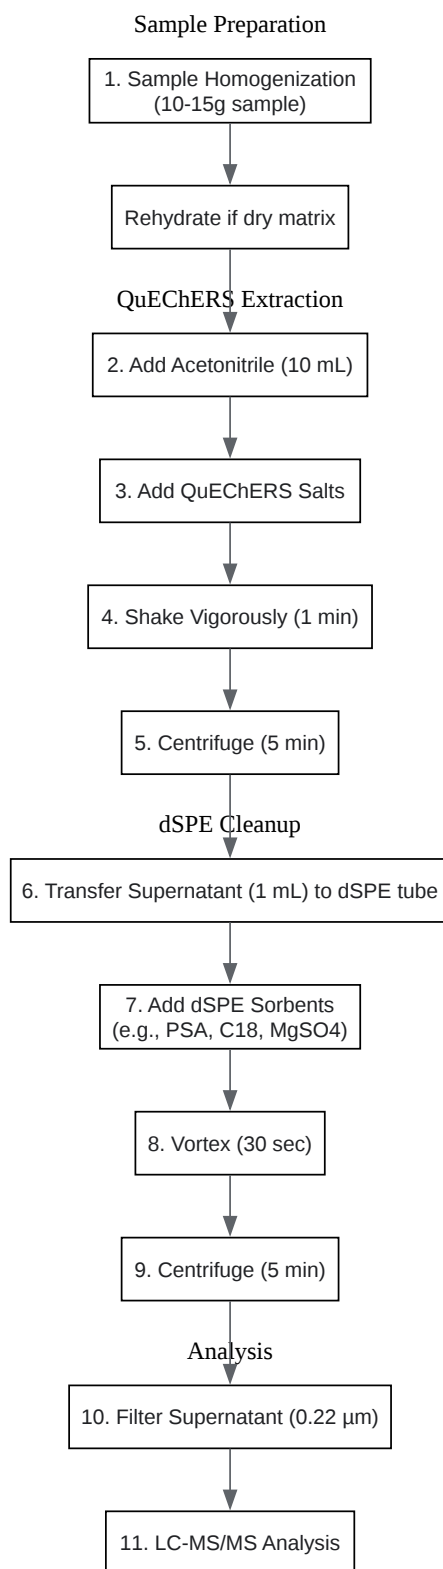 Sample Preparation
1. Sample Homogenization
(10-15g sample)
Rehydrate if dry matrix
QuEChERS Extraction
2. Add Acetonitrile (10 mL)
3. Add QuEChERS Salts
4. Shake Vigorously (1 min)
5. Centrifuge (5 min)
dSPE Cleanup
6. Transfer Supernatant (1 mL) to dSPE tube
7. Add dSPE Sorbents
(e.g., PSA, C18, MgSO4)
8. Vortex (30 sec)
9. Centrifuge (5 min)
Analysis
10. Filter Supernatant (0.22 µm)
11. LC-MS/MS Analysis